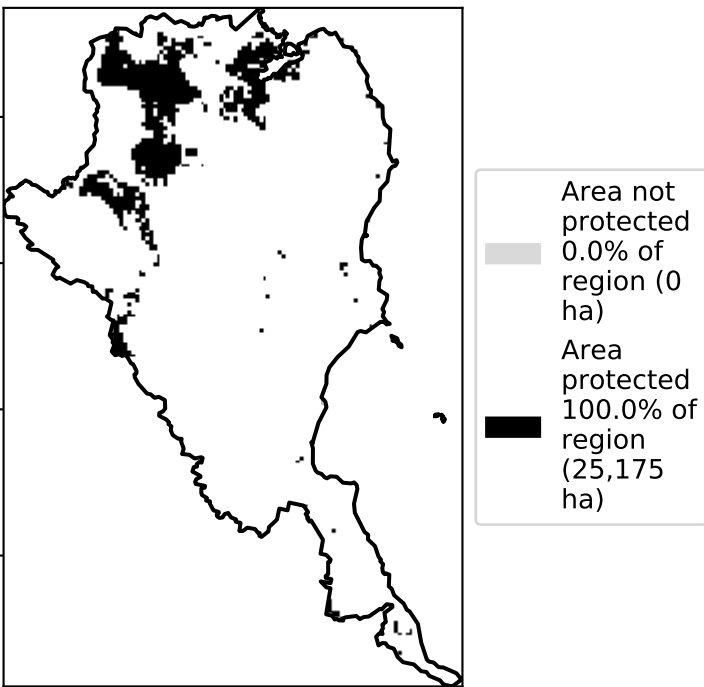 Area not
protected
0.0% of
region (0
ha)
Area
protected
100.0% of
region
(25,175
ha)